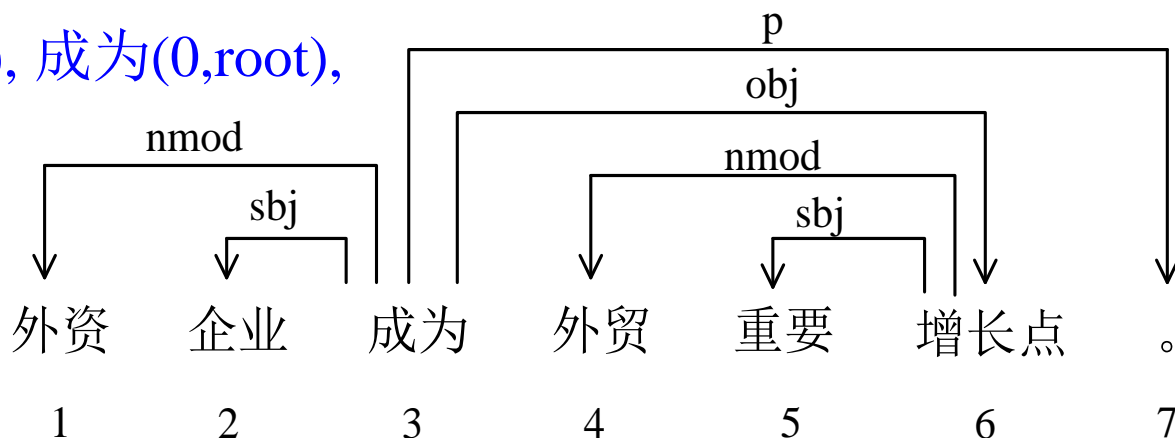 ), 成为(0,root),
p
obj
nmod
nmod
sbj
sbj
外资 企业 成为 外贸 重要 增长点 。
1 2 3 4 5 6 7